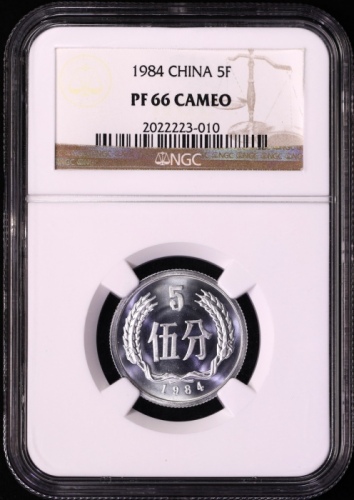 1984 CHINA 5F
PF 66 CAMEO
2022223-010
NGC
5
伍分
1984